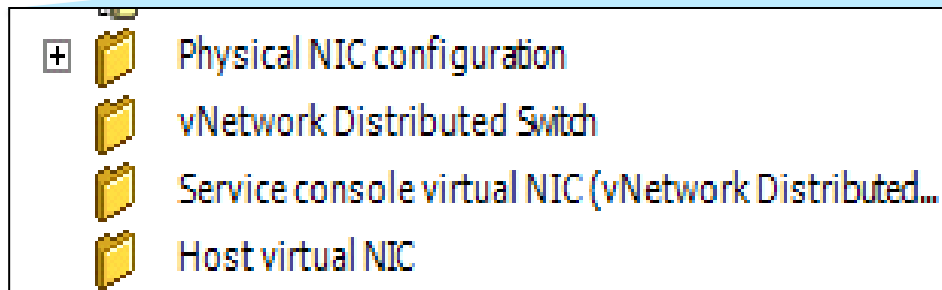 Physical NIC configuration
vNetwork Distributed Switch
Service console virtual NIC (vNetwork Distributed...
Host virtual NIC